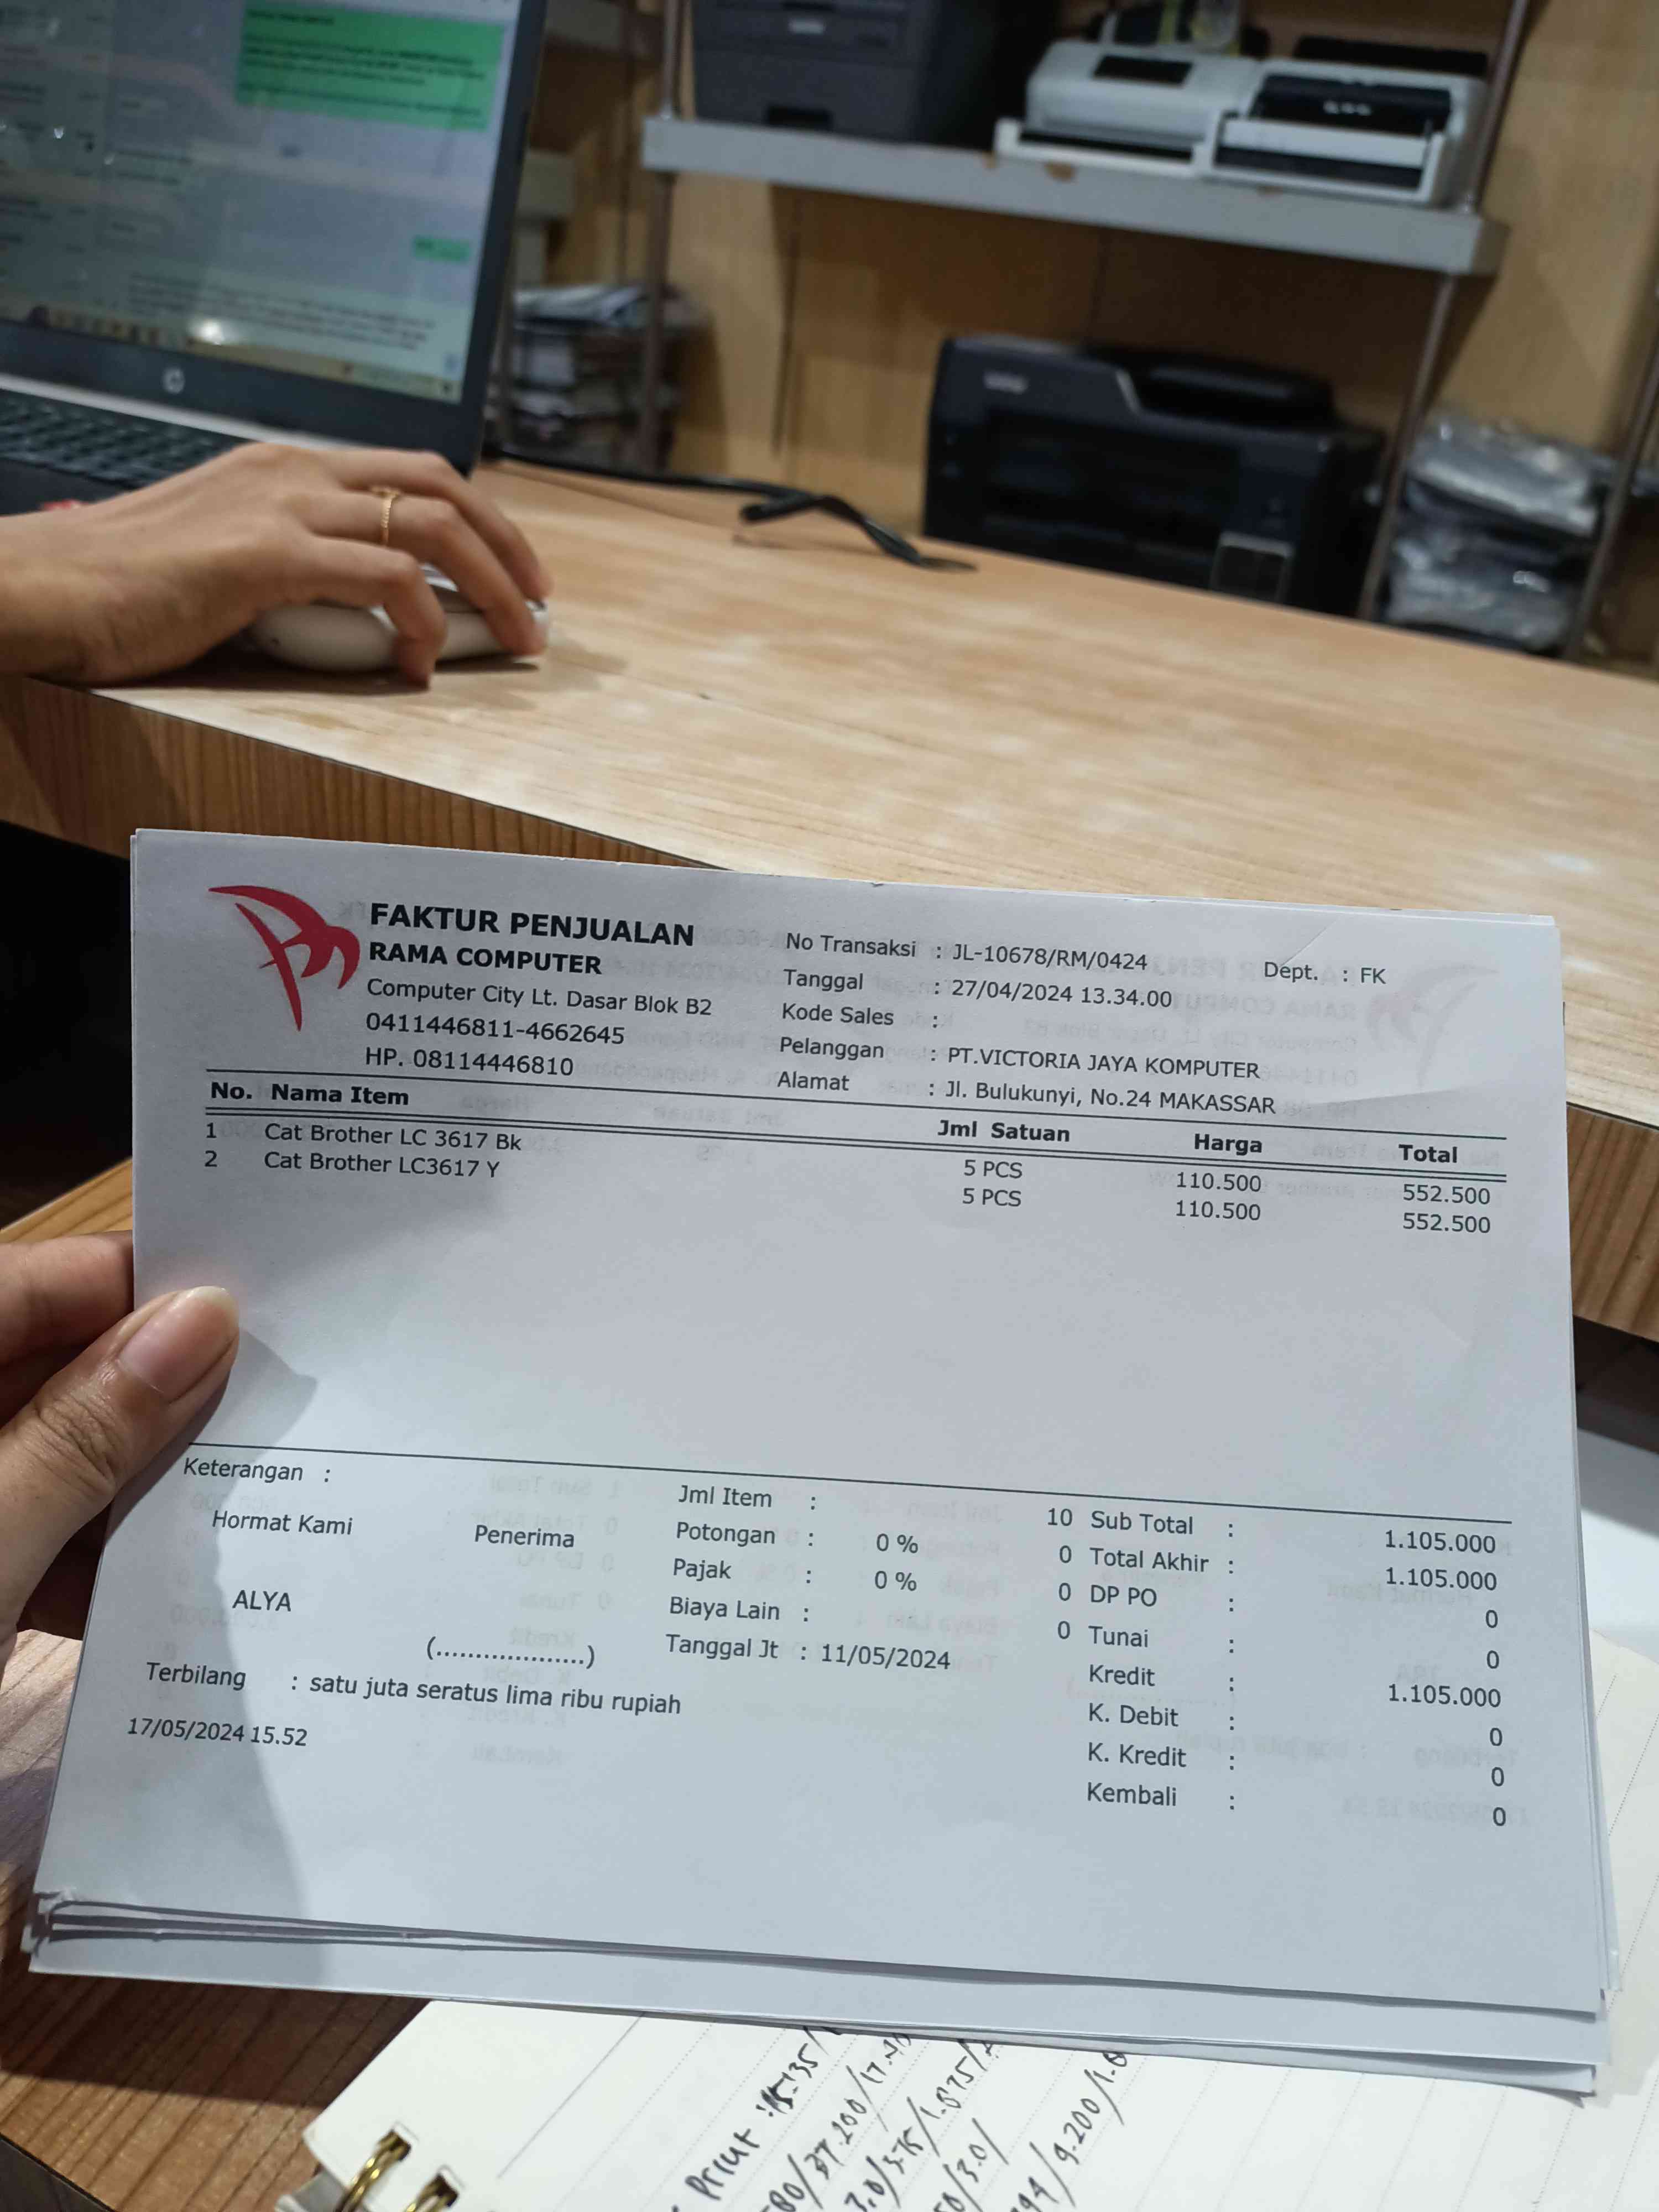 FAKTUR PENJUALAN
RAMA COMPUTER
Computer City Lt. Dasar Blok B2
0411446811-4662645
HP. 08114446810
No Transaksi : JL-10678/RM/0424 Dept. : FK
Tanggal : 27/04/2024 13.34.00
Kode Sales :
Pelanggan : PT.VICTORIA JAYA KOMPUTER
Alamat : Jl. Bulukunyi, No.24 MAKASSAR
No. Nama Item Jml Satuan Harga Total
1 Cat Brother LC 3617 Bk 5 PCS 110.500 552.500
2 Cat Brother LC3617 Y 5 PCS 110.500 552.500
Keterangan :
Hormat Kami Penerima
ALYA
(...................)
Jml Item : 10
Potongan : 0 % 0
Pajak : 0 % 0
Biaya Lain : 0
Tanggal Jt : 11/05/2024
Sub Total : 1.105.000
Total Akhir : 1.105.000
DP PO : 0
Tunai : 0
Kredit : 1.105.000
K. Debit : 0
K. Kredit : 0
Kembali : 0
Terbilang : satu juta seratus lima ribu rupiah
17/05/2024 15.52
Print
37.200
9.200